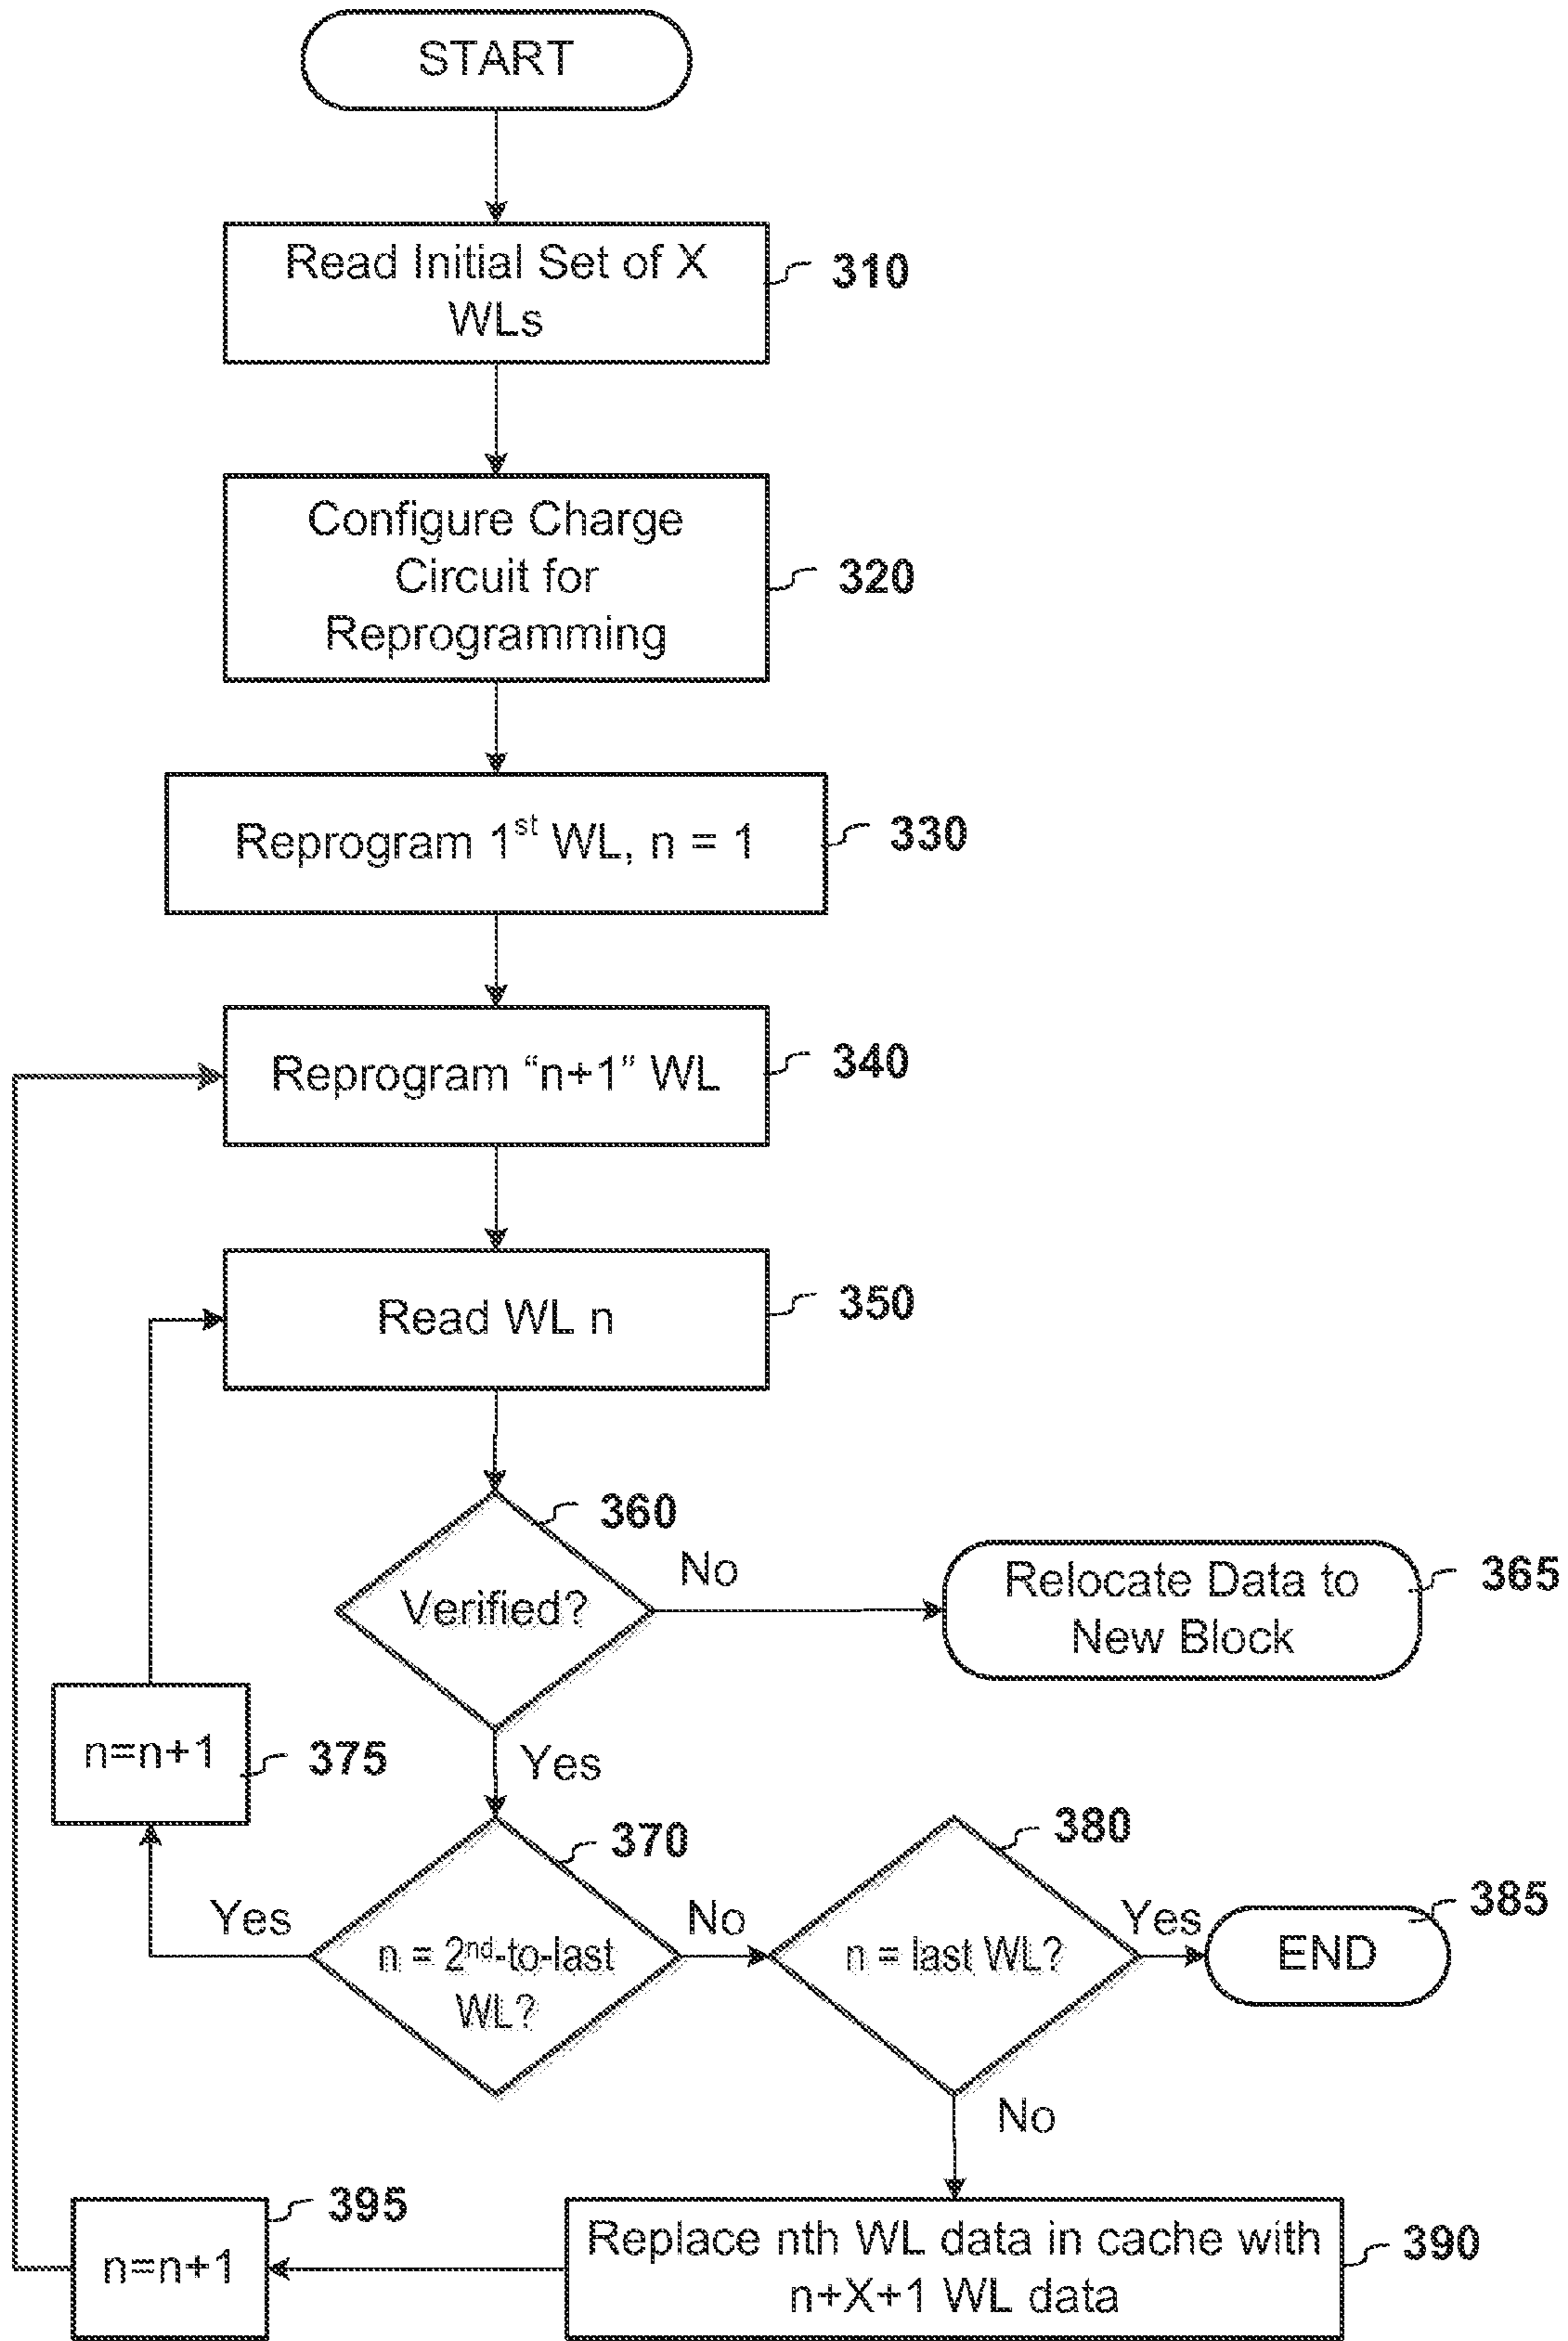 START
Read Initial Set of X
WLs
310
Configure Charge
Circuit for
Reprogramming
320
Reprogram 1st WL, n = 1
330
Reprogram “n+1” WL
340
Read WL n
350
360
Verified?
No
Relocate Data to
New Block
365
Yes
n=n+1
375
370
n = 2nd-to-last
WL?
Yes
No
380
n = last WL?
Yes
385
END
No
Replace nth WL data in cache with
n+X+1 WL data
390
n=n+1
395